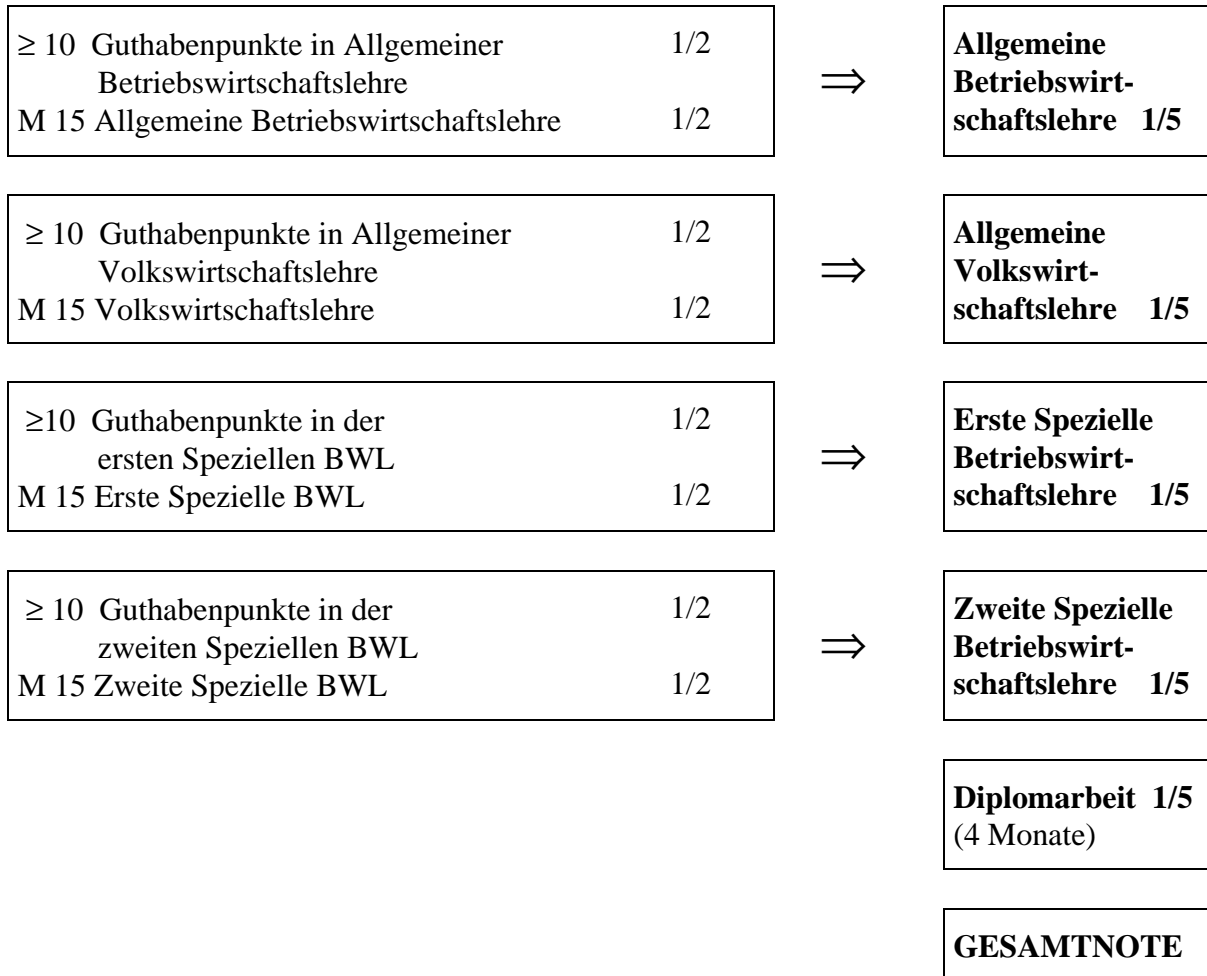 ≥ 10 Guthabenpunkte in Allgemeiner 1/2
Betriebswirtschaftslehre
M 15 Allgemeine Betriebswirtschaftslehre 1/2
⇒
Allgemeine
Betriebswirt-
schaftslehre 1/5
≥ 10 Guthabenpunkte in Allgemeiner 1/2
Volkswirtschaftslehre
M 15 Volkswirtschaftslehre 1/2
⇒
Allgemeine
Volkswirt-
schaftslehre 1/5
≥10 Guthabenpunkte in der 1/2
ersten Speziellen BWL
M 15 Erste Spezielle BWL 1/2
⇒
Erste Spezielle
Betriebswirt-
schaftslehre 1/5
≥ 10 Guthabenpunkte in der 1/2
zweiten Speziellen BWL
M 15 Zweite Spezielle BWL 1/2
⇒
Zweite Spezielle
Betriebswirt-
schaftslehre 1/5
Diplomarbeit 1/5
(4 Monate)
GESAMTNOTE